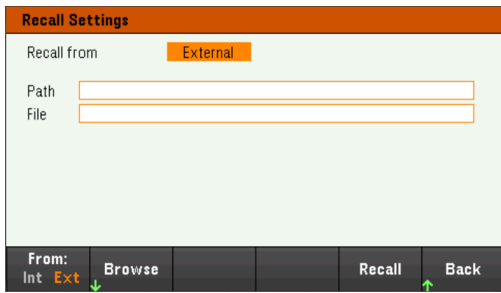 Recall Settings
Recall from External
Path
File
From:
Int Ext
Browse
Recall
Back